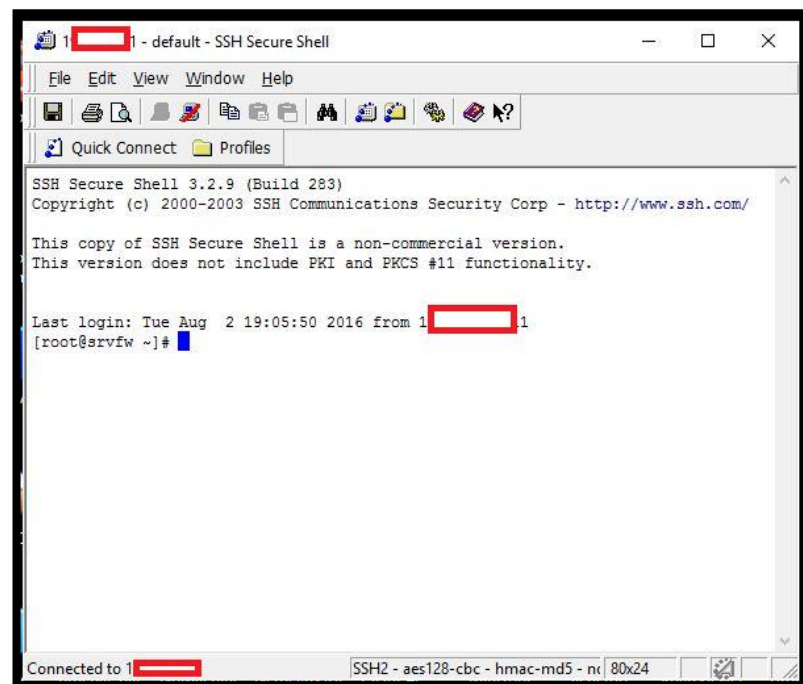 1 1 - default - SSH Secure Shell
File Edit View Window Help
Quick Connect Profiles
SSH Secure Shell 3.2.9 (Build 283)
Copyright (c) 2000-2003 SSH Communications Security Corp - http://www.ssh.com/
This copy of SSH Secure Shell is a non-commercial version.
This version does not include PKI and PKCS #11 functionality.
Last login: Tue Aug  2 19:05:50 2016 from 1 .1
[root@srvfw ~]#
Connected to 1 SSH2 - aes128-cbc - hmac-md5 - 80x24